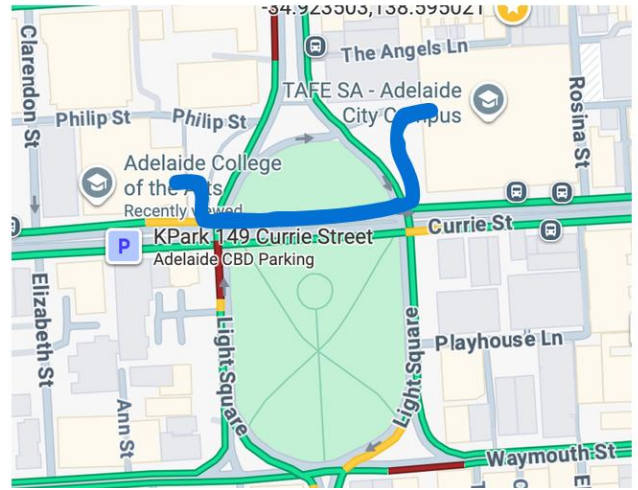 -34.923503,138.595021
The Angels Ln
Clarendon St
TAFE SA - Adelaide
City Campus
Rosina St
Philip St
Philip St
Adelaide College
of the Arts
Recently viewed
Currie St
P
KPark 149 Currie Street
Adelaide CBD Parking
Elizabeth St
Light Square
Light Square
Playhouse Ln
Ann St
Waymouth St